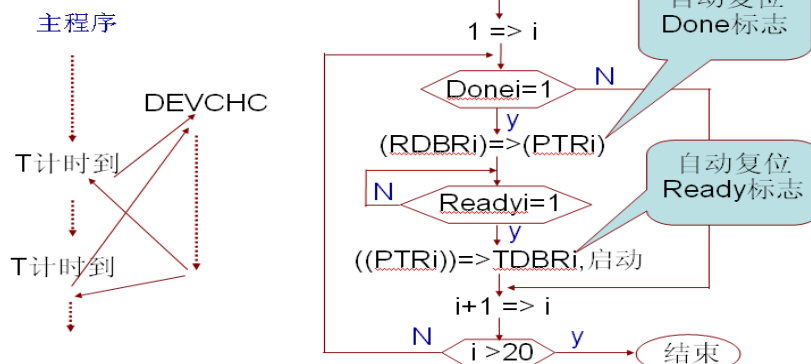 主程序
DEVCHC
T计时到
T计时到
1 => i
自动复位
Done标志
Donei=1
N
y
(RDBRi)=>(PTRi)
自动复位
Ready标志
N
Readyi=1
y
((PTRi))=>TDBRi,启动
i+1 => i
N
i >20
y
结束